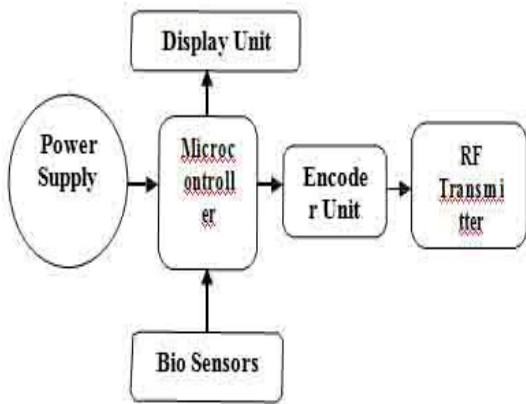 Display Unit
Power
Supply
Microc
ontroll
er
Encode
r Unit
RF
Transmi
tter
Bio Sensors